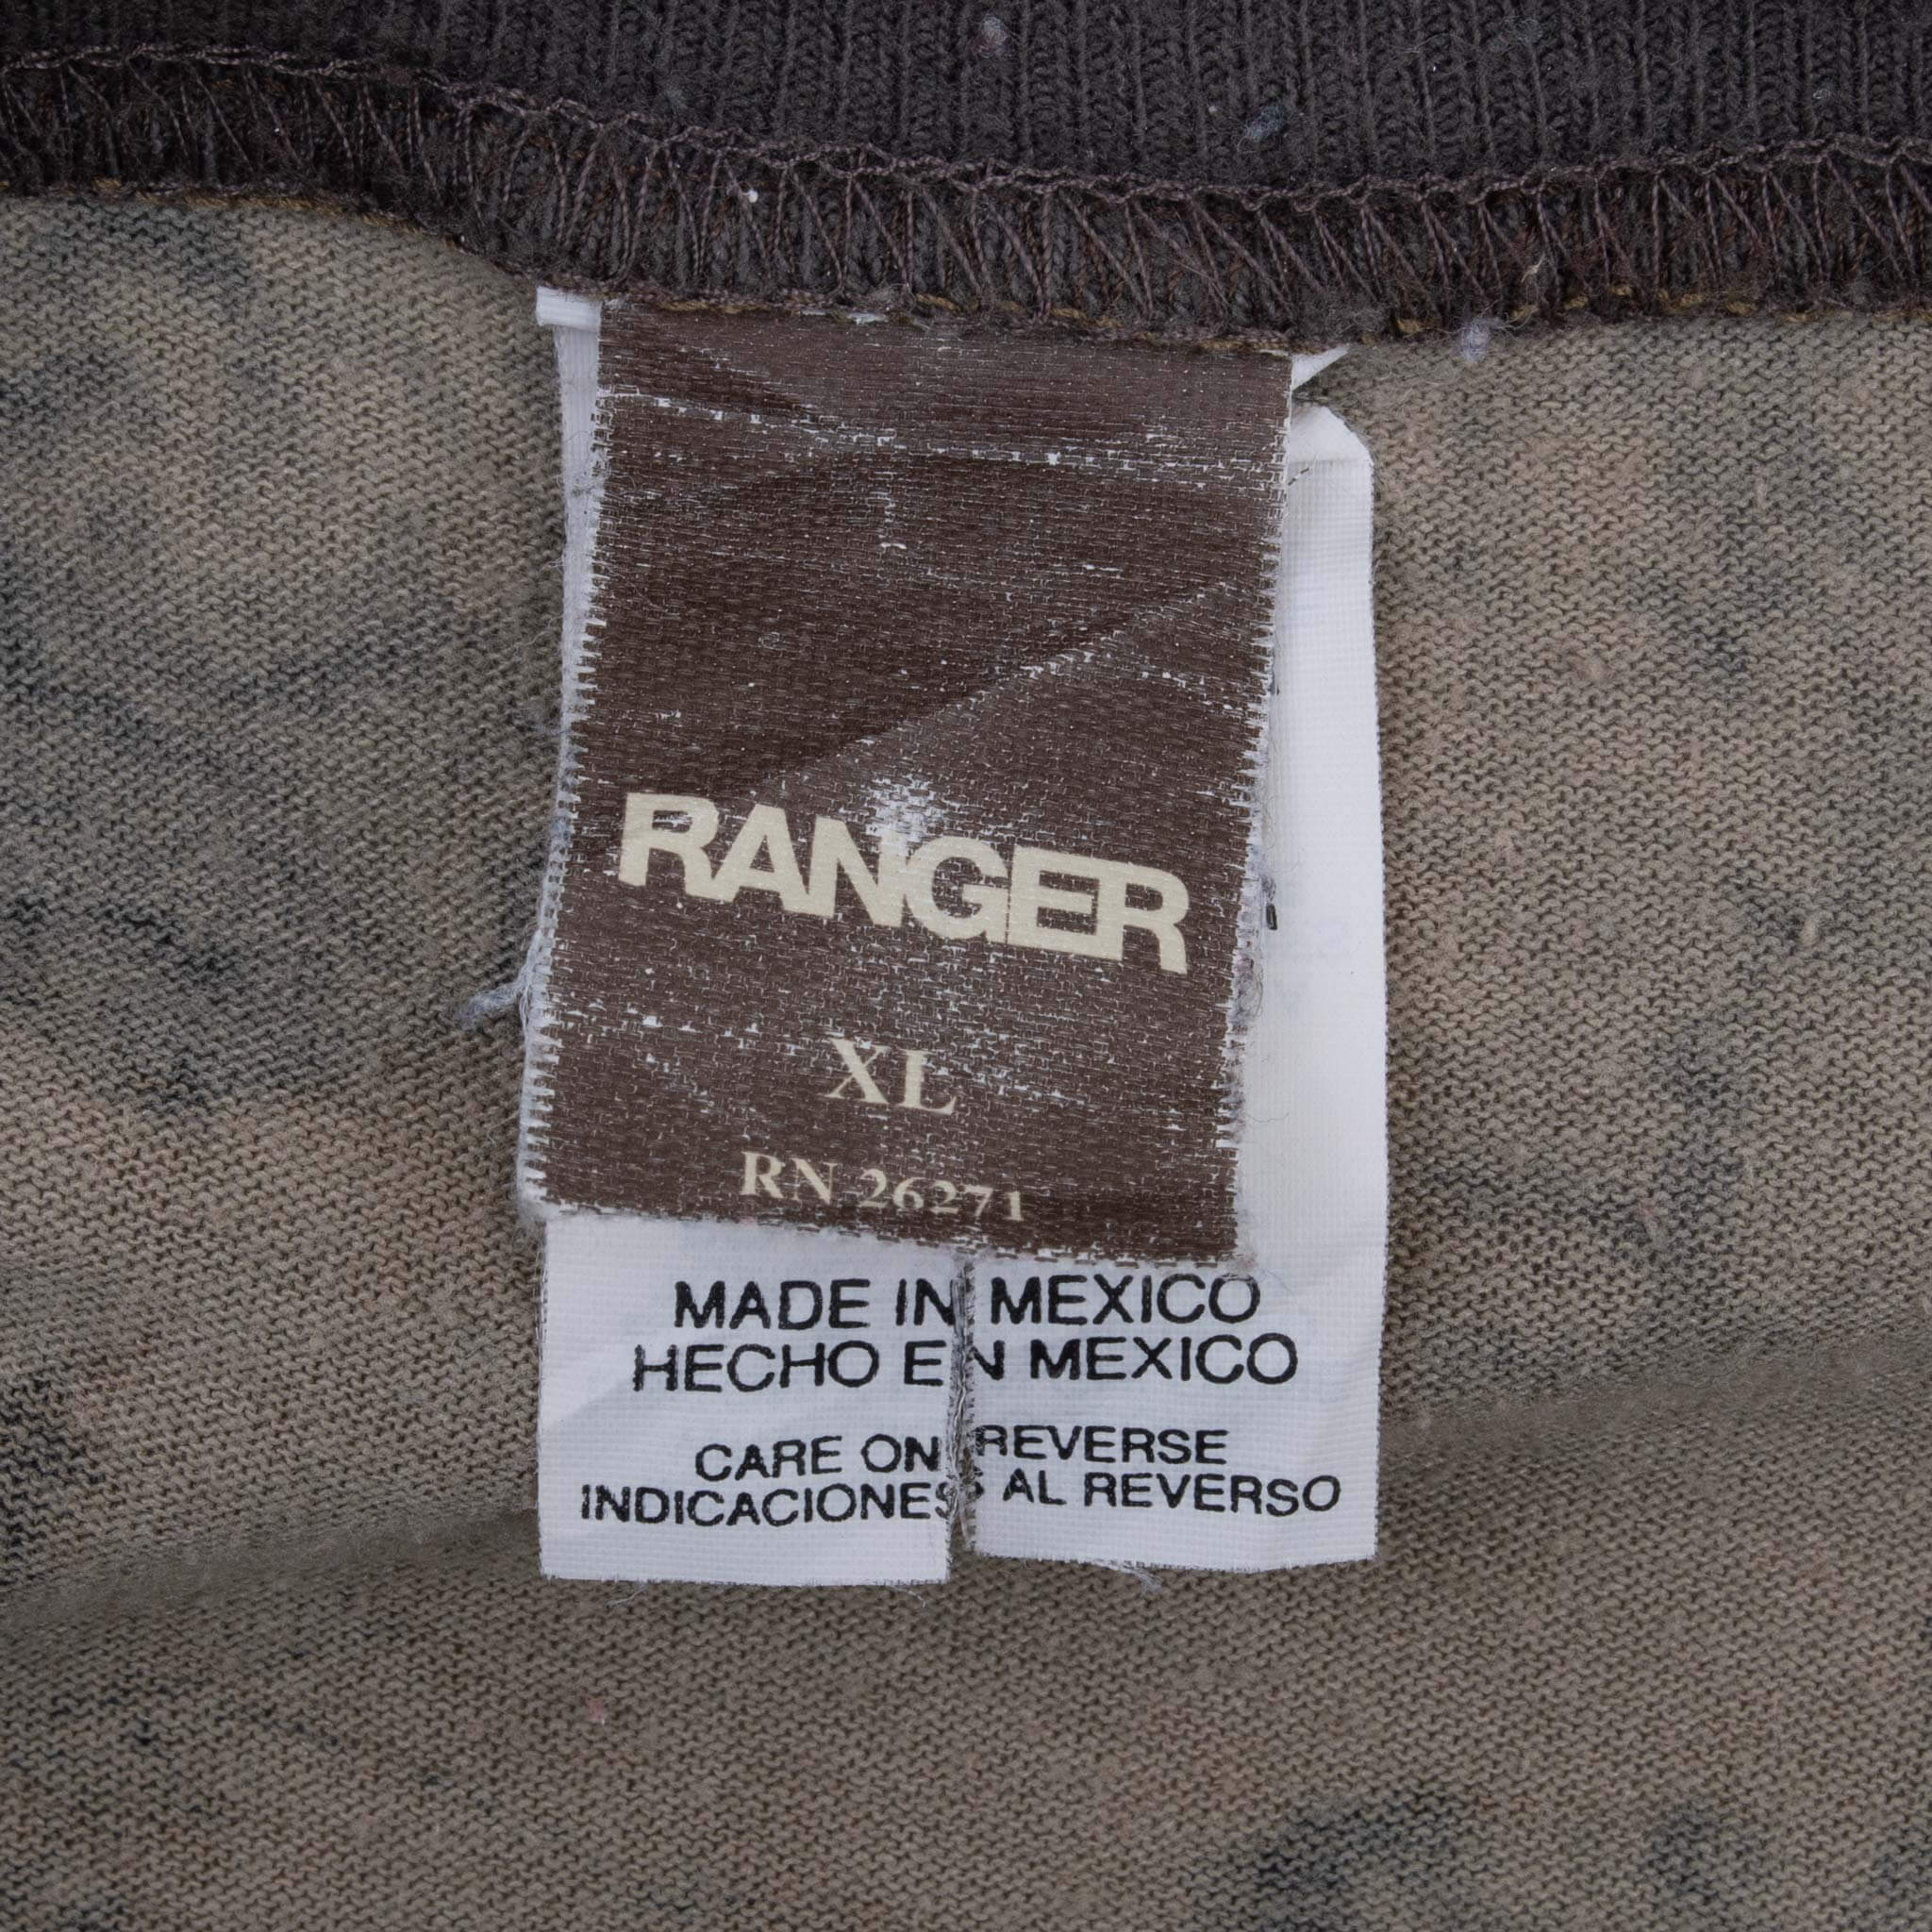 RANGER
XL
RN 26271
MADE IN MEXICO
HECHO EN MEXICO
CARE ON REVERSE
INDICACIONES AL REVERSO